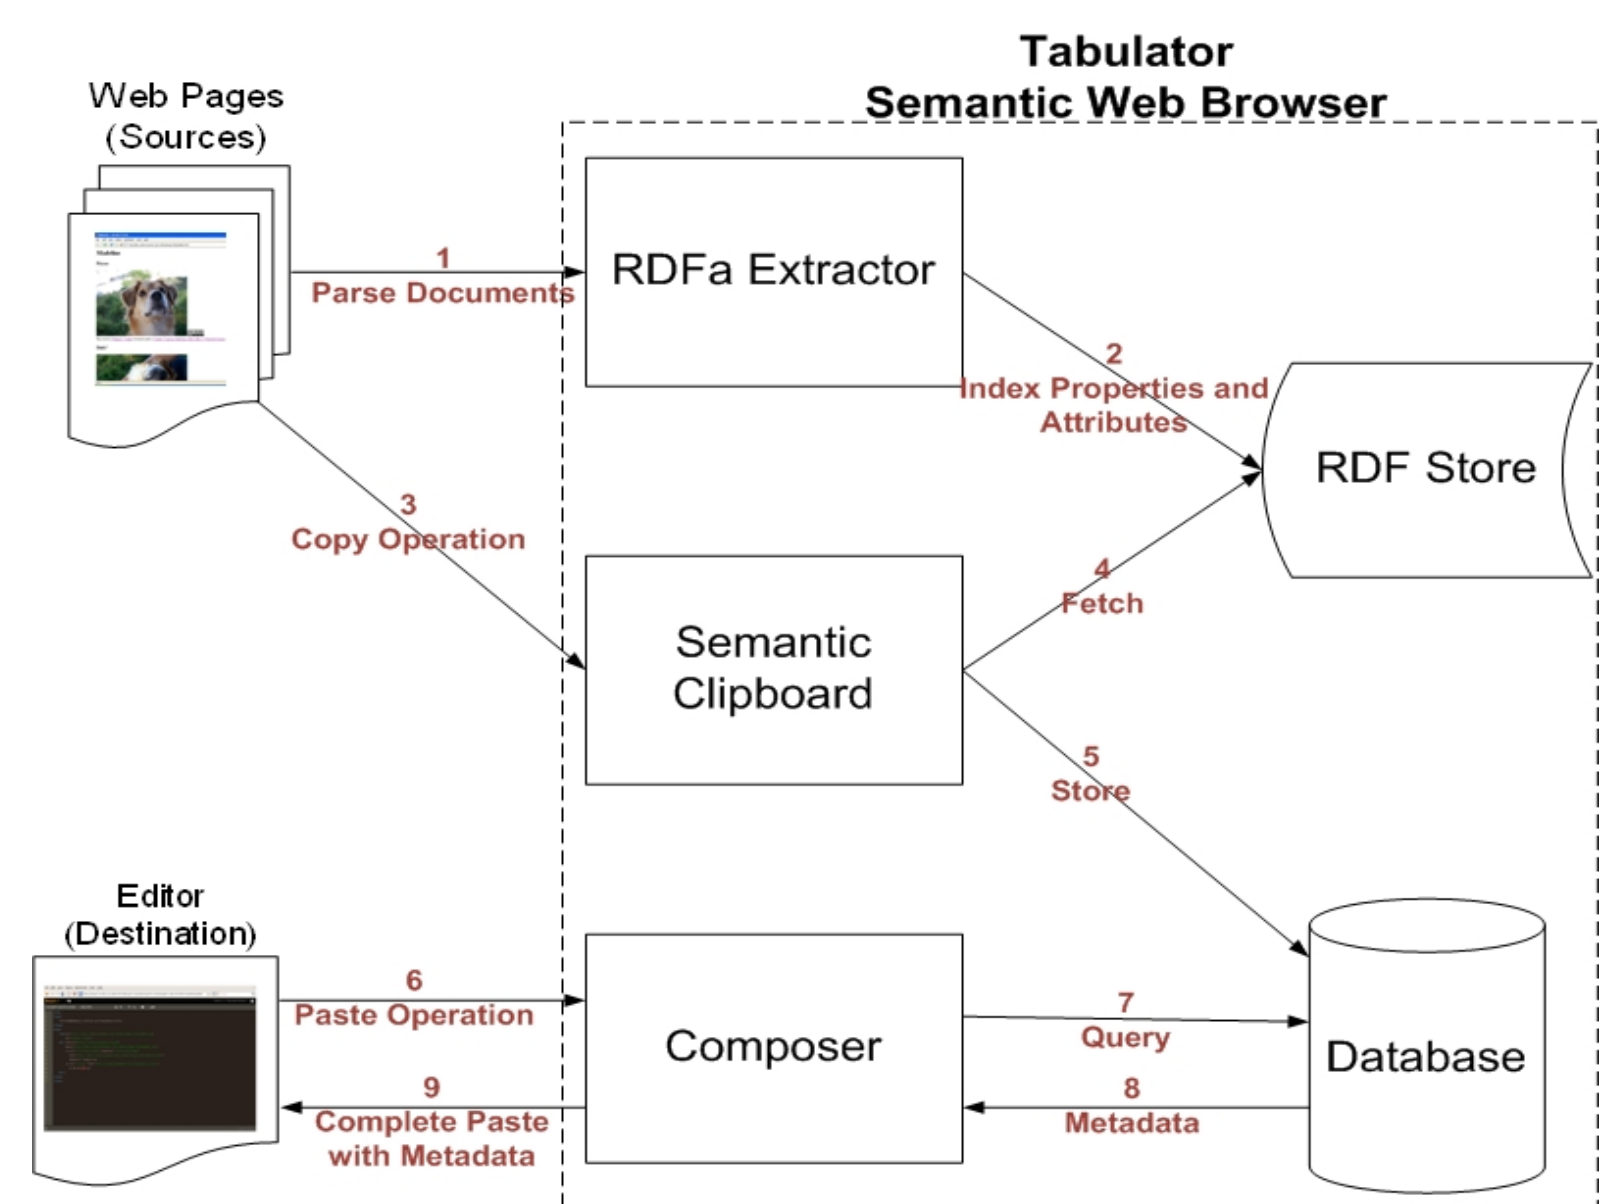 Tabulator
Semantic Web Browser
Web Pages
(Sources)
1
Parse Documents
RDFa Extractor
2
Index Properties and
Attributes
RDF Store
3
Copy Operation
4
Fetch
Semantic
Clipboard
5
Store
Editor
(Destination)
6
Paste Operation
Composer
7
Query
Database
8
Metadata
9
Complete Paste
with Metadata